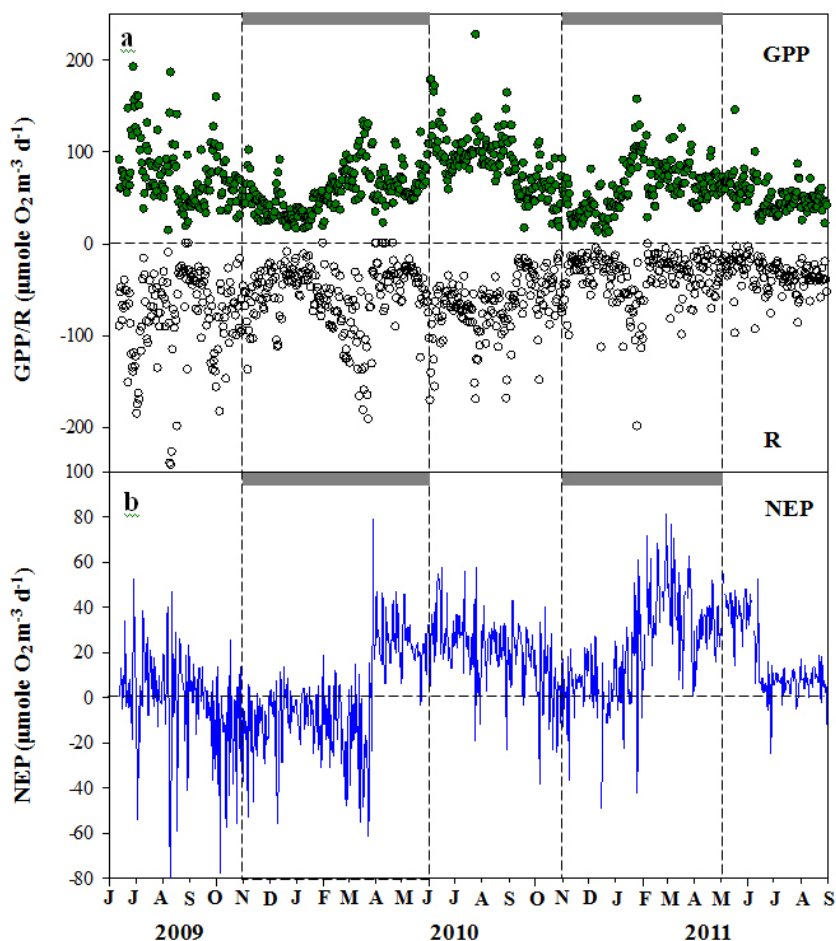 a
GPP
200
100
0
-100
-200
GPP/R (µmole O₂ m⁻³ d⁻¹)
R
100
b
NEP
80
60
40
20
0
-20
-40
-60
-80
NEP (µmole O₂ m⁻³ d⁻¹)
J J A S O N D J F M A M J J A S O N D J F M M J J A S
2009 2010 2011